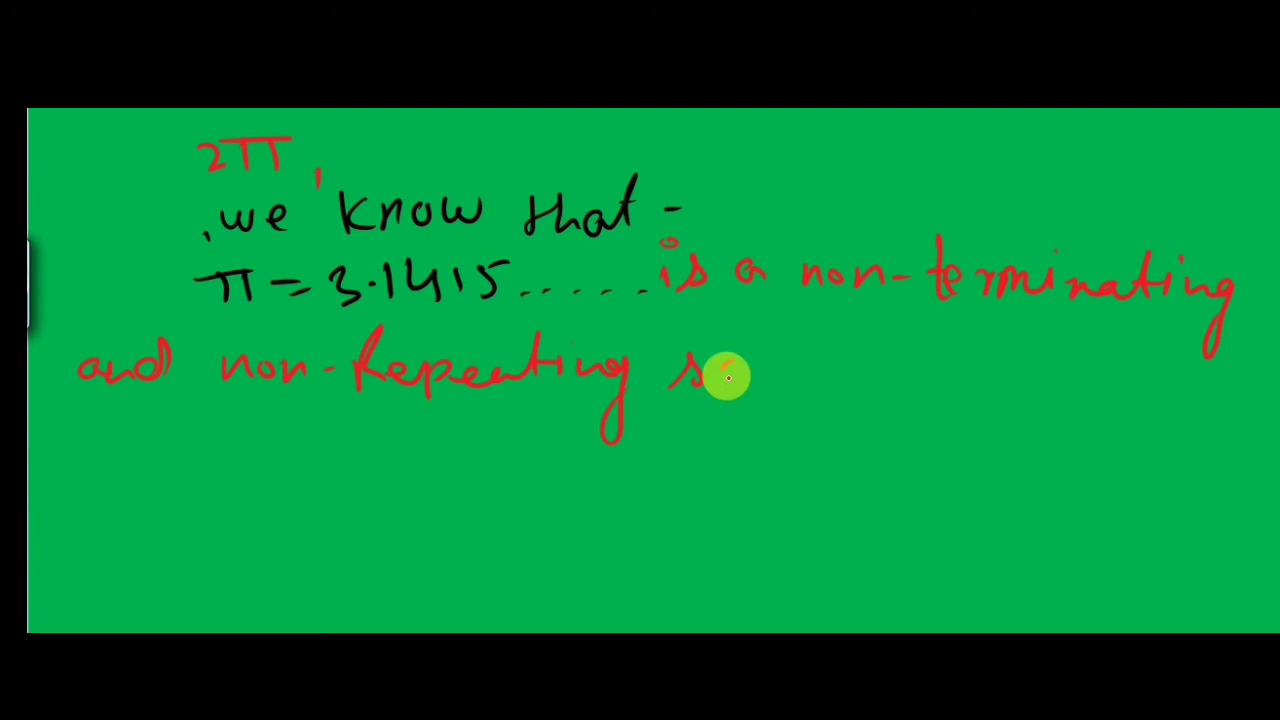 2π,
, we know that -
π = 3.1415...... is a non-terminating
and non-Repeating s